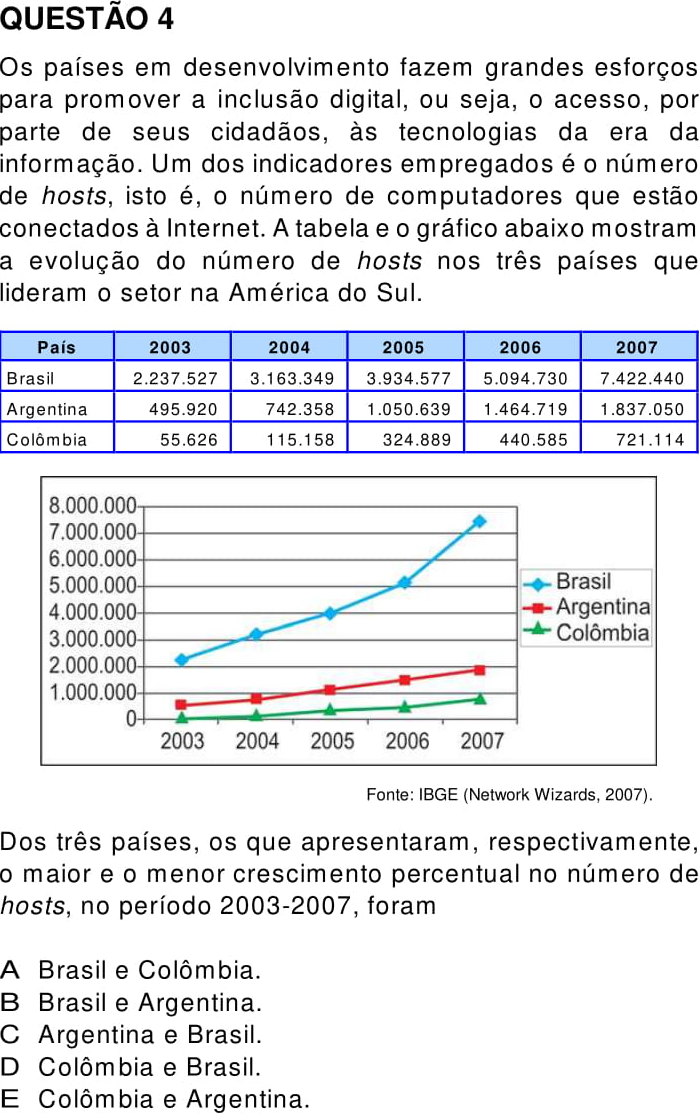 QUESTÃO 4
Os países em desenvolvimento fazem grandes esforços
para promover a inclusão digital, ou seja, o acesso, por
parte de seus cidadãos, às tecnologias da era da
informação. Um dos indicadores empregados é o número
de hosts, isto é, o número de computadores que estão
conectados à Internet. A tabela e o gráfico abaixo mostram
a evolução do número de hosts nos três países que
lideram o setor na América do Sul.
País 2003 2004 2005 2006 2007
Brasil 2.237.527 3.163.349 3.934.577 5.094.730 7.422.440
Argentina 495.920 742.358 1.050.639 1.464.719 1.837.050
Colômbia 55.626 115.158 324.889 440.585 721.114
8.000.000
7.000.000
6.000.000
5.000.000
4.000.000
3.000.000
2.000.000
1.000.000
0
2003 2004 2005 2006 2007
Brasil
Argentina
Colômbia
Fonte: IBGE (Network Wizards, 2007).
Dos três países, os que apresentaram, respectivamente,
o maior e o menor crescimento percentual no número de
hosts, no período 2003-2007, foram
A Brasil e Colômbia.
B Brasil e Argentina.
C Argentina e Brasil.
D Colômbia e Brasil.
E Colômbia e Argentina.